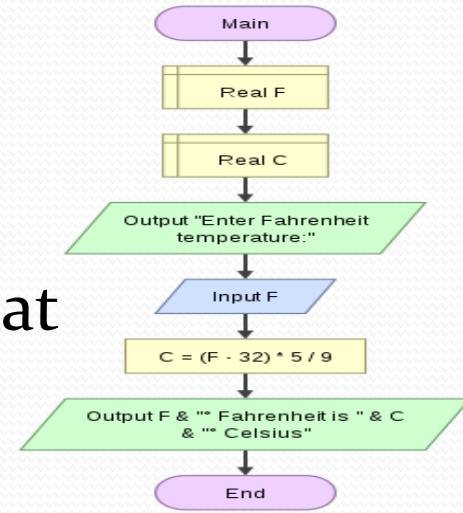 Main
Real F
Real C
Output "Enter Fahrenheit
temperature:"
Input F
at
C = (F - 32) * 5 / 9
Output F & "° Fahrenheit is " & C
& "° Celsius"
End